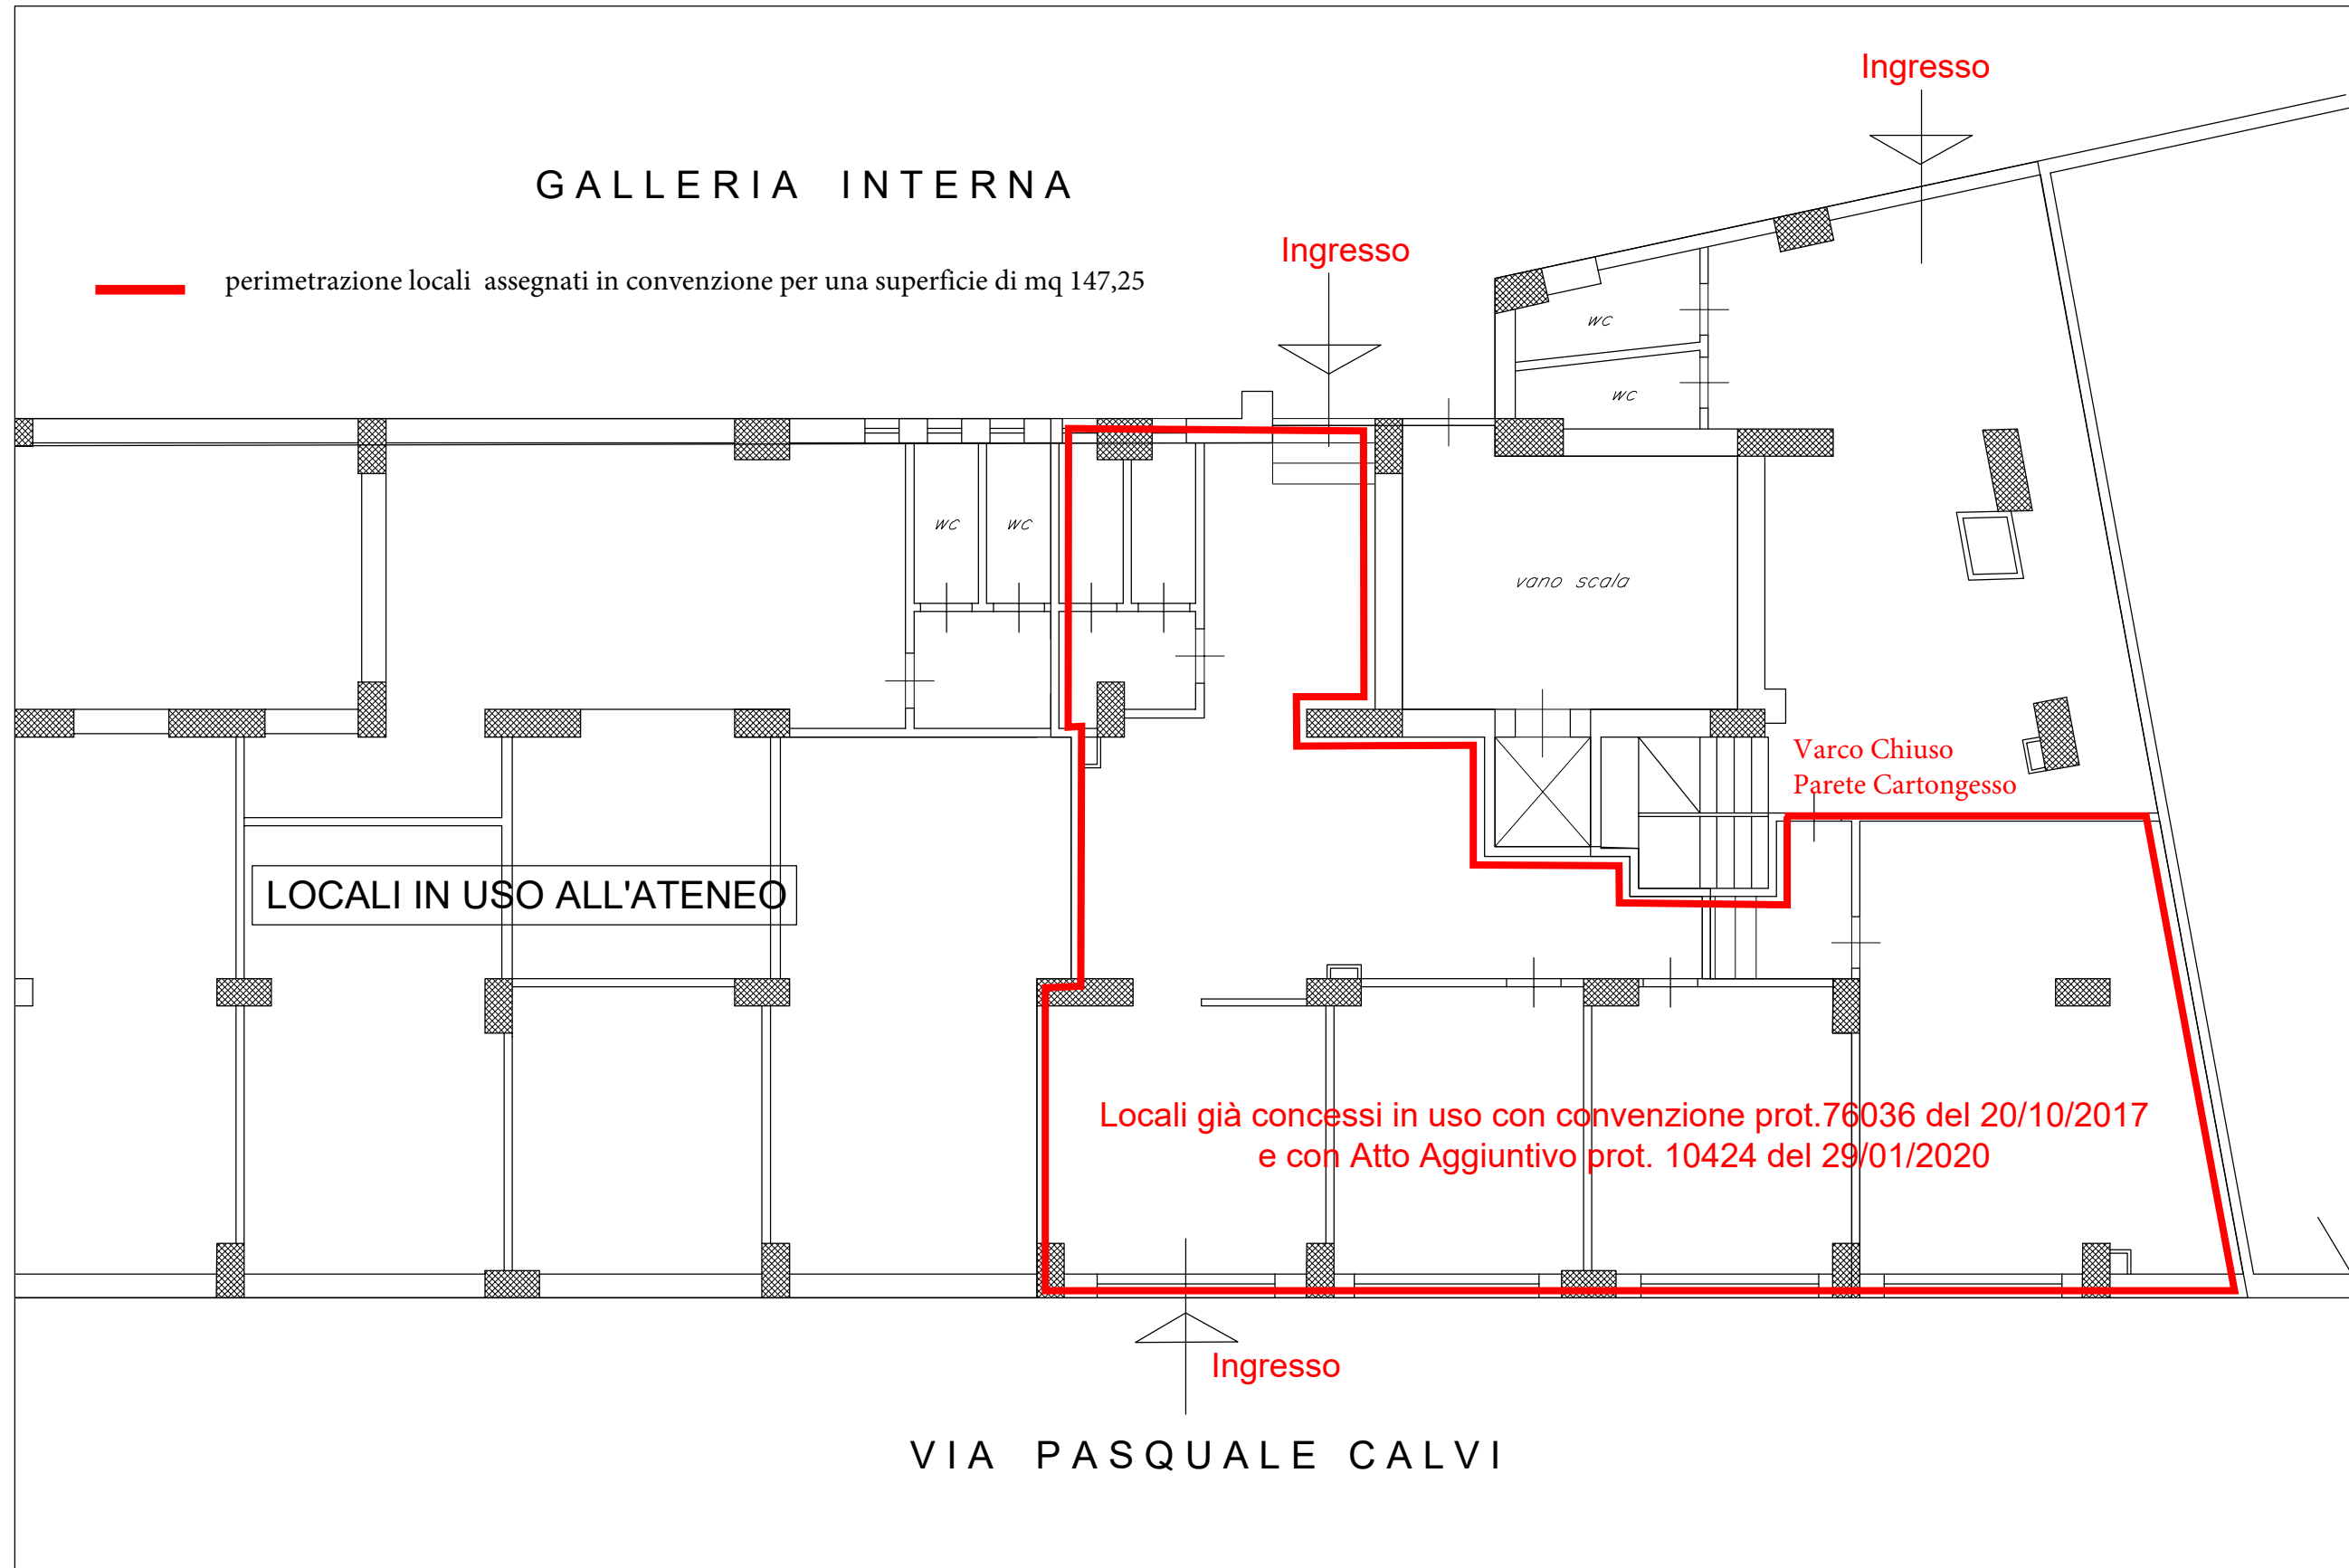 Ingresso
GALLERIA INTERNA
Ingresso
perimetrazione locali assegnati in convenzione per una superficie di mq 147,25
wc
wc
wc
wc
vano scala
Varco Chiuso
Parete Cartongesso
LOCALI IN USO ALL'ATENEO
Locali già concessi in uso con convenzione prot.76036 del 20/10/2017
e con Atto Aggiuntivo prot. 10424 del 29/01/2020
Ingresso
VIA PASQUALE CALVI